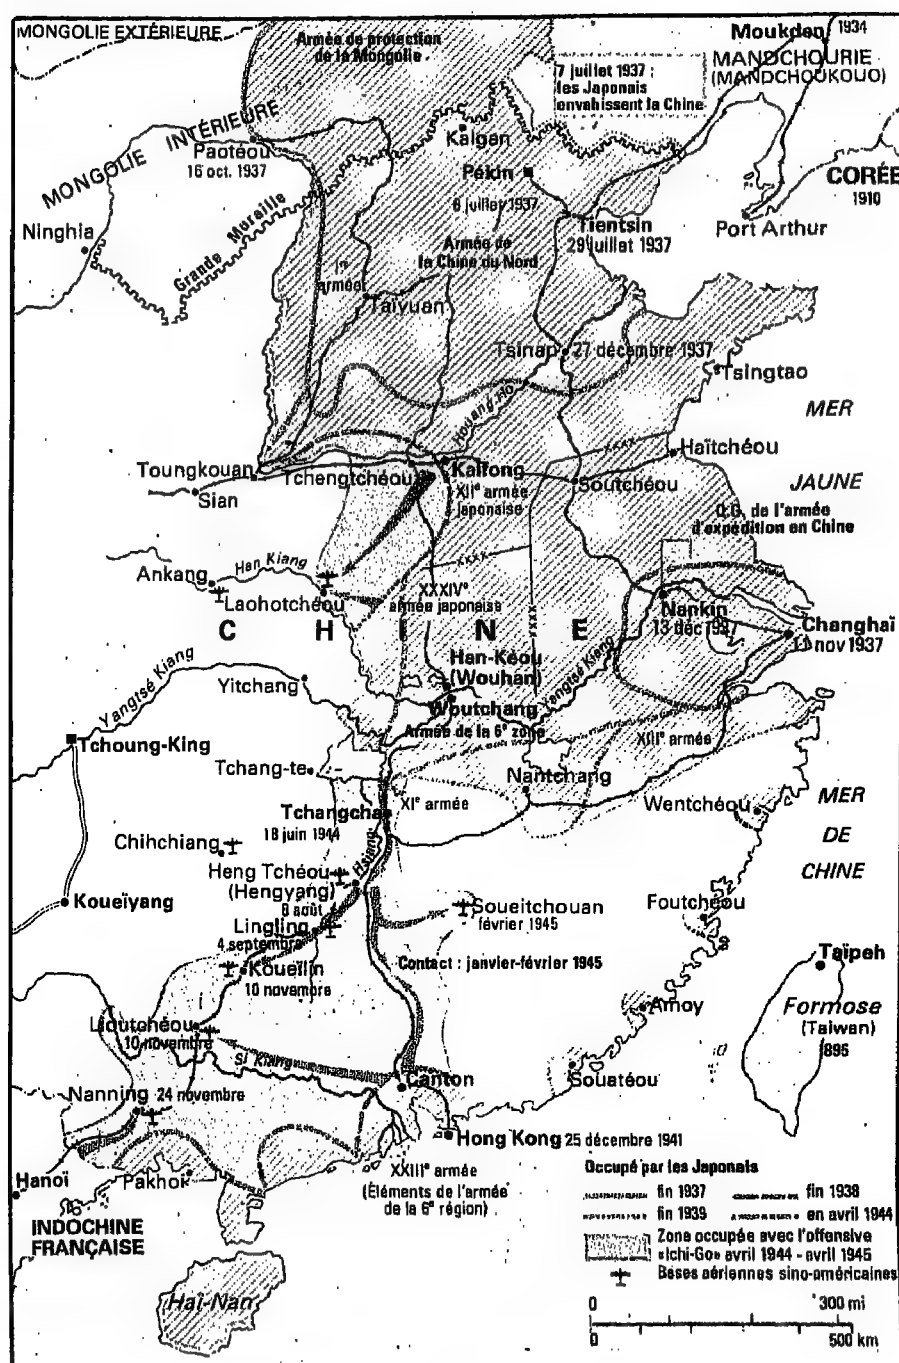 MONGOLIE EXTÉRIEURE
Armée de protection
de la Mongolie
Moukden 1934
MANDCHOURIE
(MANDCHOUKOUO)
7 juillet 1937 :
les Japonais
envahissent la Chine
MONGOLIE INTÉRIEURE
Paotéou
16 oct. 1937
Kalgan
Pékin
8 juillet 1937
CORÉE
1910
Ninghia
Grande Muraille
Tientsin
29 juillet 1937
Port Arthur
Armée de
la Chine du Nord
Iʳᵉ
armée
Taïyuan
Tsinan
27 décembre 1937
Tsingtao
MER
JAUNE
Houang-Ho
Haïtchéou
Toungkouan
Sian
Tchengtchéou
Kaïfong
XIIᵉ armée
japonaise
Soutchéou
Q.G. de l'armée
d'expédition en Chine
Ankang
Han Kiang
Laohotchéou
XXXIVᵉ
armée japonaise
Nankin
13 déc 1937
Changhaï
11 nov 1937
C H I N E
Han-Kéou
(Wouhan)
Yangtsé Kiang
Yitchang
Yangtsé Kiang
Woutchang
Armée de la 6ᵉ zone
XIIIᵉ armée
Tchoung-King
Tchang-te
Nantchang
Tchangcha
18 juin 1944
XIᵉ armée
Wentchéou
MER
DE
CHINE
Chihchiang
Hsiang
Heng Tchéou
(Hengyang)
8 août
Koueïyang
Lingling
4 septembre
Soueitchouan
février 1945
Foutchéou
Koueïlin
10 novembre
Contact : janvier-février 1945
Taïpeh
Amoy
Formose
(Taiwan)
895
Lioutchéou
10 novembre
Si Kiang
Canton
Souatéou
Nanning
24 novembre
Hong Kong 25 décembre 1941
Hanoï
Pakhoï
XXIIIᵉ armée
(Éléments de l'armée
de la 6ᵉ région)
INDOCHINE
FRANÇAISE
Haï-Nan
Occupé par les Japonais
fin 1937
fin 1938
fin 1939
en avril 1944
Zone occupée avec l'offensive
«Ichi-Go» avril 1944 - avril 1945
Bases aériennes sino-américaines
0 300 mi
0 500 km